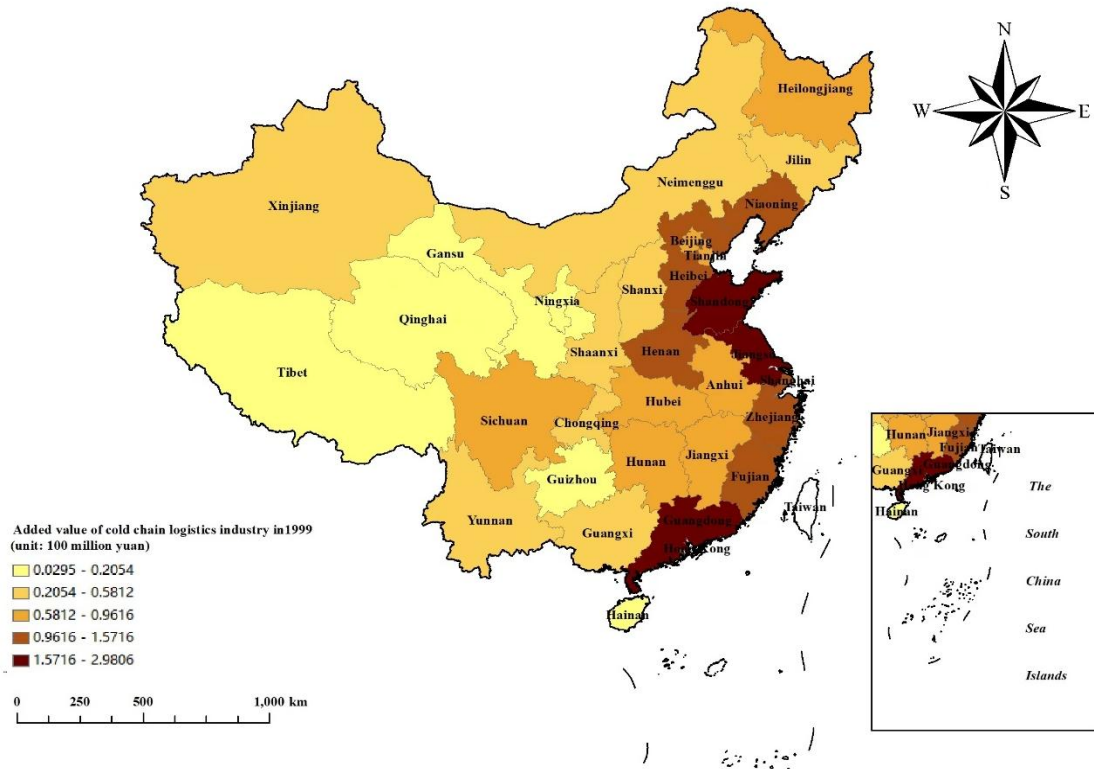 N
W
E
S
Heilongjiang
Jilin
Neimenggu
Niaoning
Xinjiang
Beijing
Tianjin
Gansu
Heibei
Shanxi
Shandong
Ningxia
Qinghai
Shaanxi
Henan
Jiangsu
Tibet
Anhui
Shanghai
Hubei
Zhejiang
Sichuan
Chongqing
Hunan
Jiangxi
Guizhou
Fujian
Yunnan
Guangxi
Guangdong
Taiwan
Hong Kong
Hainan
Hunan
Jiangxi
Fujian
Taiwan
Guangxi
Guangdong
Hong Kong
Hainan
The
South
China
Sea
Islands
Added value of cold chain logistics industry in1999
(unit: 100 million yuan)
0.0295 - 0.2054
0.2054 - 0.5812
0.5812 - 0.9616
0.9616 - 1.5716
1.5716 - 2.9806
0 250 500 1,000 km